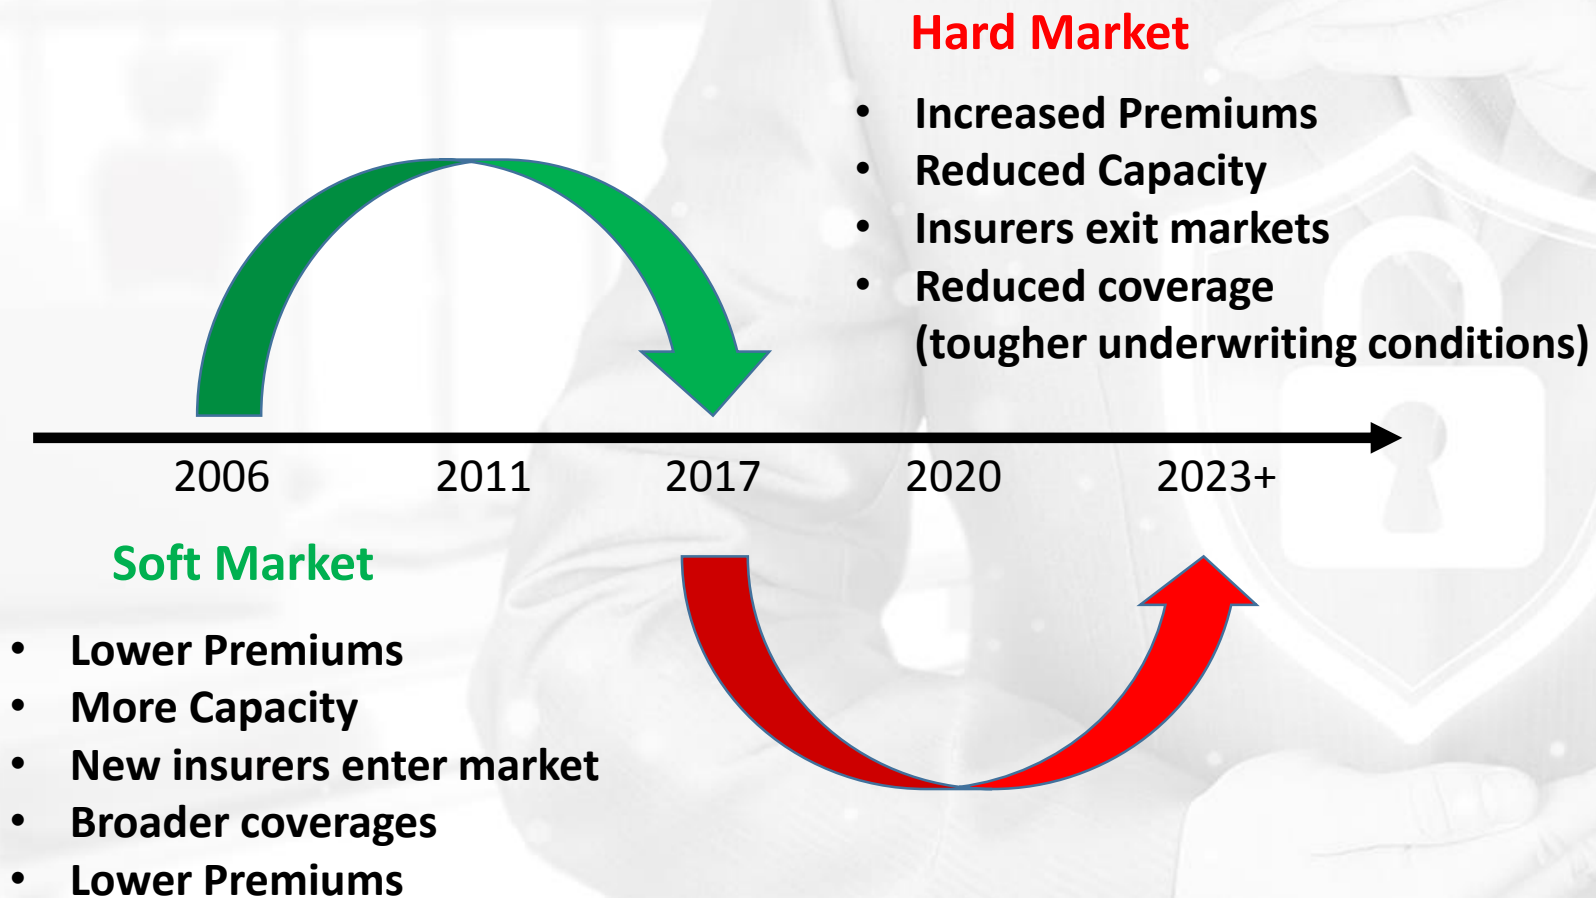 Hard Market
• Increased Premiums
• Reduced Capacity
• Insurers exit markets
• Reduced coverage
(tougher underwriting conditions)
2006 2011 2017 2020 2023+
Soft Market
• Lower Premiums
• More Capacity
• New insurers enter market
• Broader coverages
• Lower Premiums